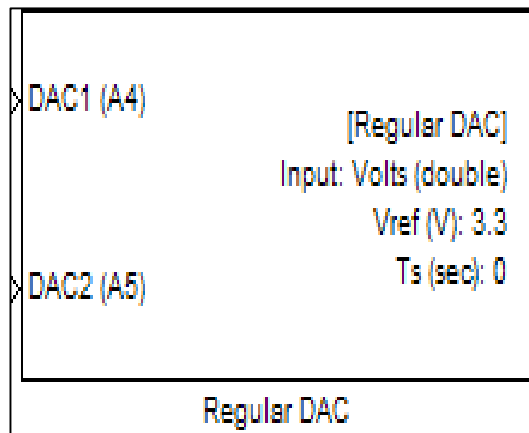 DAC1 (A4)
[Regular DAC]
Input: Volts (double)
Vref (V): 3.3
Ts (sec): 0
DAC2 (A5)
Regular DAC